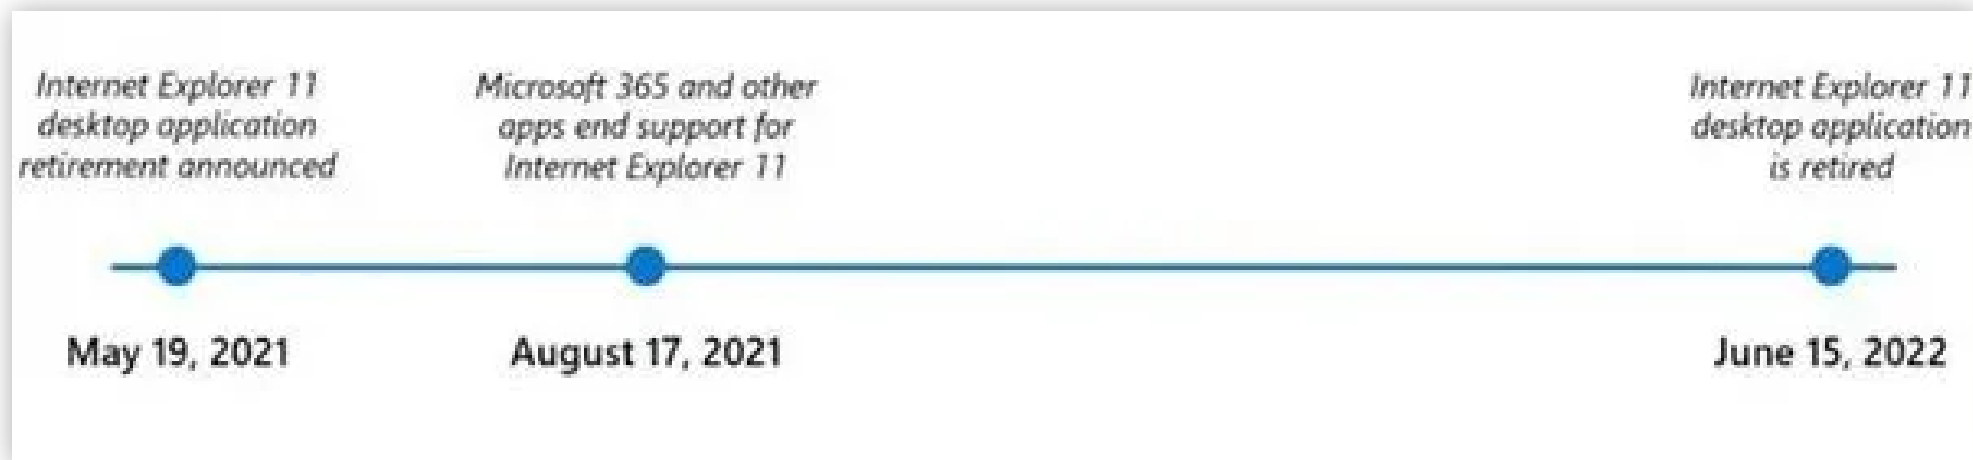 Internet Explorer 11
desktop application
retirement announced
Microsoft 365 and other
apps end support for
Internet Explorer 11
Internet Explorer 11
desktop application
is retired
May 19, 2021
August 17, 2021
June 15, 2022